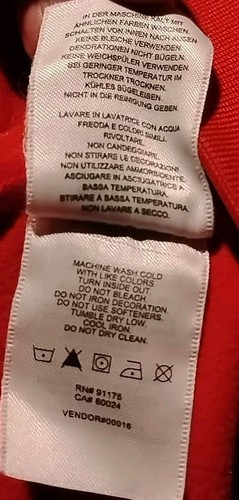 IN DER MASCHINE KALT MIT
ÄHNLICHEN FARBEN WASCHEN.
SCHALTEN VON INNEN NACH AUßEN
KEINE BLEICHE VERWENDEN.
DEKORATIONEN NICHT BÜGELN.
KEINE WEICHSPÜLER VERWENDEN
BEI GERINGER TEMPERATUR IM
TROCKNER TROCKNEN.
KÜHLES BÜGELEISEN.
NICHT IN DIE REINIGUNG GEBEN.
LAVARE IN LAVATRICE CON ACQUA
FREDDA E COLORI SIMILI.
RIVOLTARE.
NON CANDEGGIARE.
NON STIRARE LE DECORAZIONI
NON UTILIZZARE AMMORBIDENTE.
ASCIUGARE IN ASCIUGATRICE A
BASSA TEMPERATURA.
STIRARE A BASSA TEMPERATURA.
NON LAVARE A SECCO.
MACHINE WASH COLD
WITH LIKE COLORS
TURN INSIDE OUT
DO NOT BLEACH.
DO NOT IRON DECORATION.
DO NOT USE SOFTENERS.
TUMBLE DRY LOW.
COOL IRON.
DO NOT DRY CLEAN.
RN# 91175
CA# 60024
VENDOR#00016